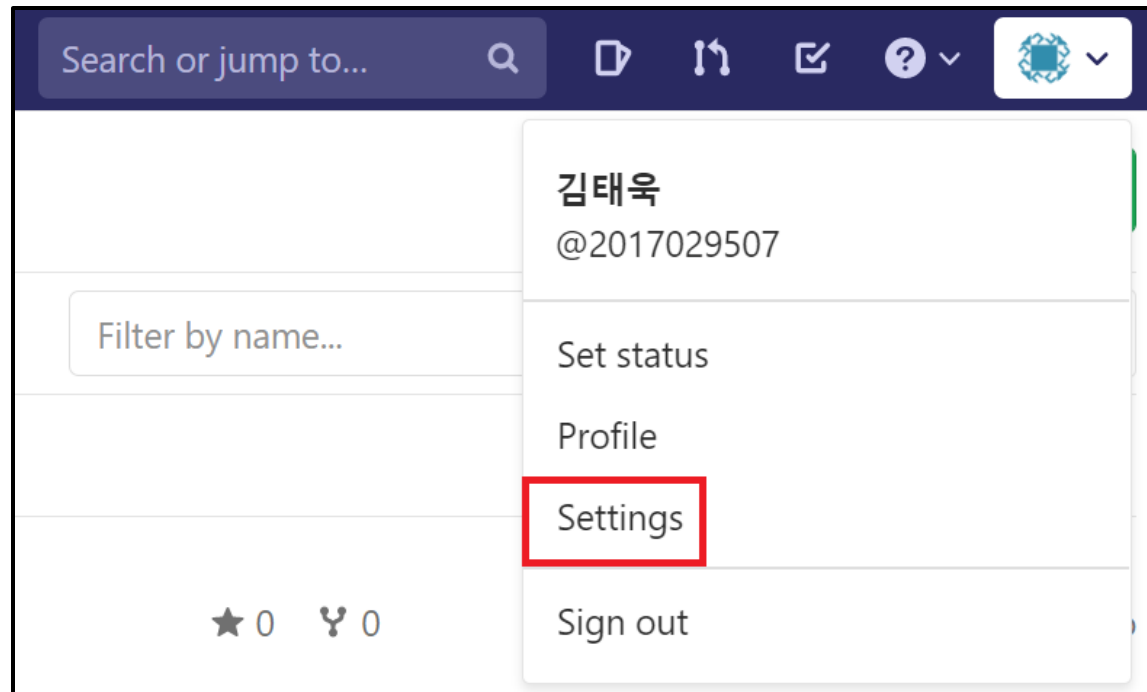 Search or jump to...
김태욱
@2017029507
Filter by name...
Set status
Profile
Settings
0 0
Sign out